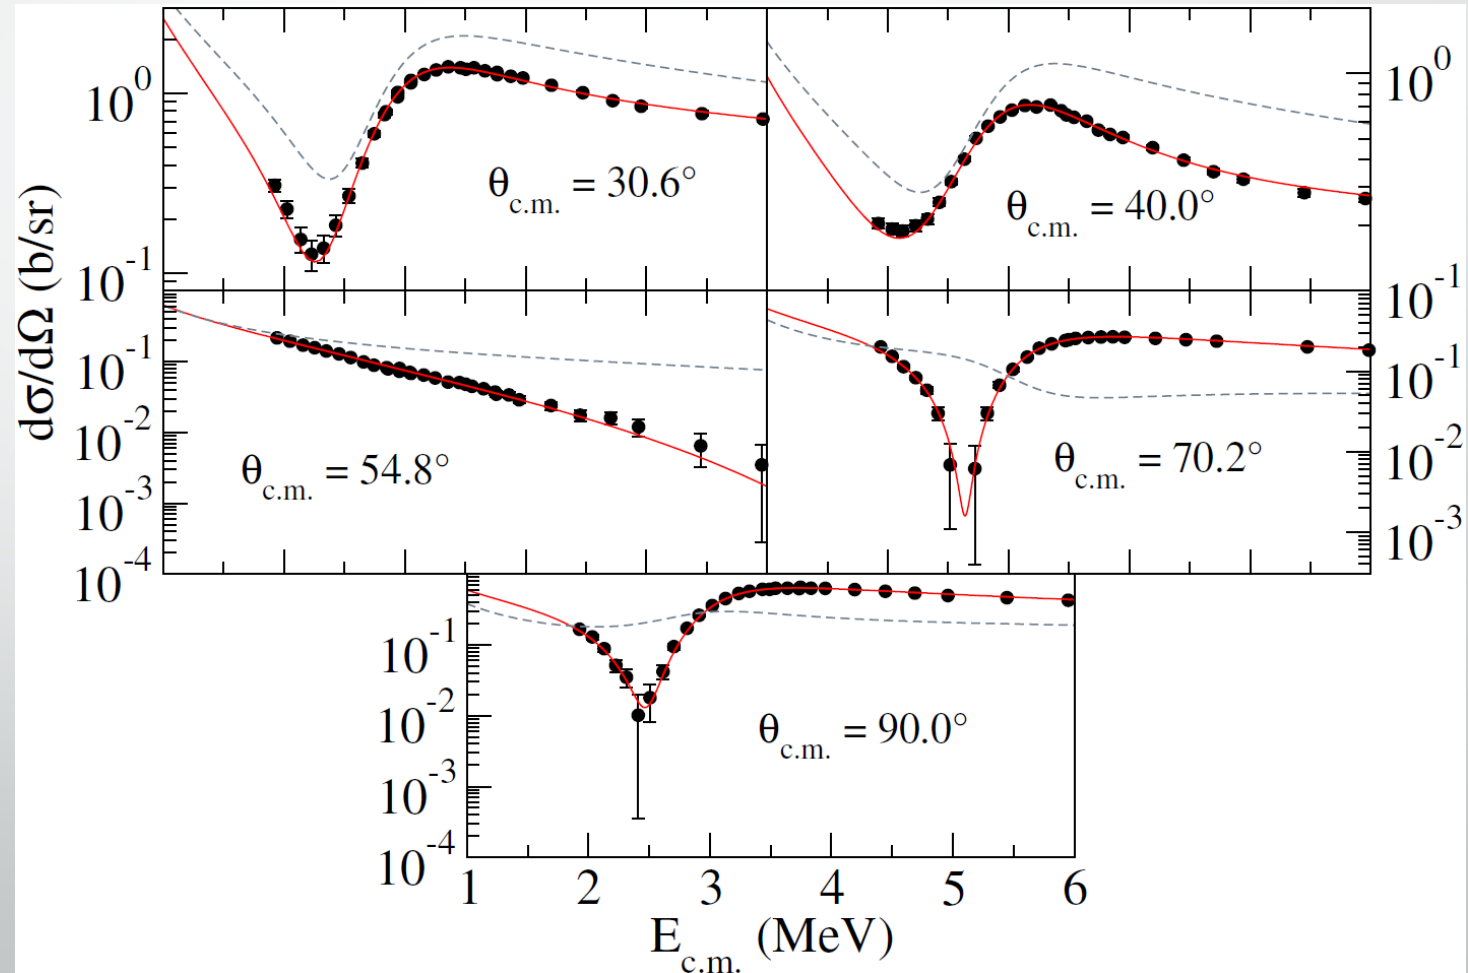 dσ/dΩ (b/sr)
10^0
10^-1
θ_c.m. = 30.6°
θ_c.m. = 40.0°
10^0
10^-1
10^-1
10^-2
10^-3
10^-4
θ_c.m. = 54.8°
θ_c.m. = 70.2°
10^-1
10^-2
10^-3
10^-1
10^-2
10^-3
10^-4
θ_c.m. = 90.0°
1 2 3 4 5 6
E_c.m. (MeV)